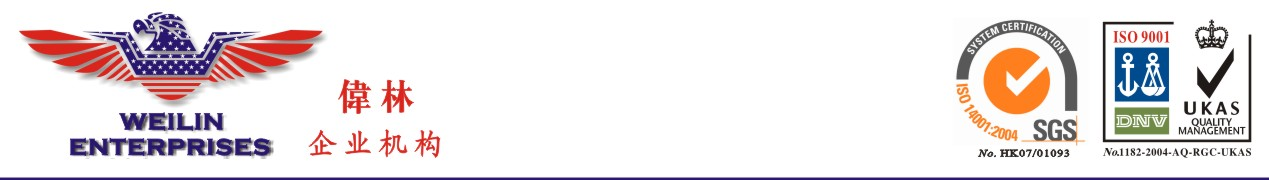 WEILIN
ENTERPRISES
偉林
企业机构
SYSTEM CERTIFICATION
ISO 14001:2004
SGS
No. HK07/01093
ISO 9001
DNV
UKAS
QUALITY
MANAGEMENT
No.1182-2004-AQ-RGC-UKAS